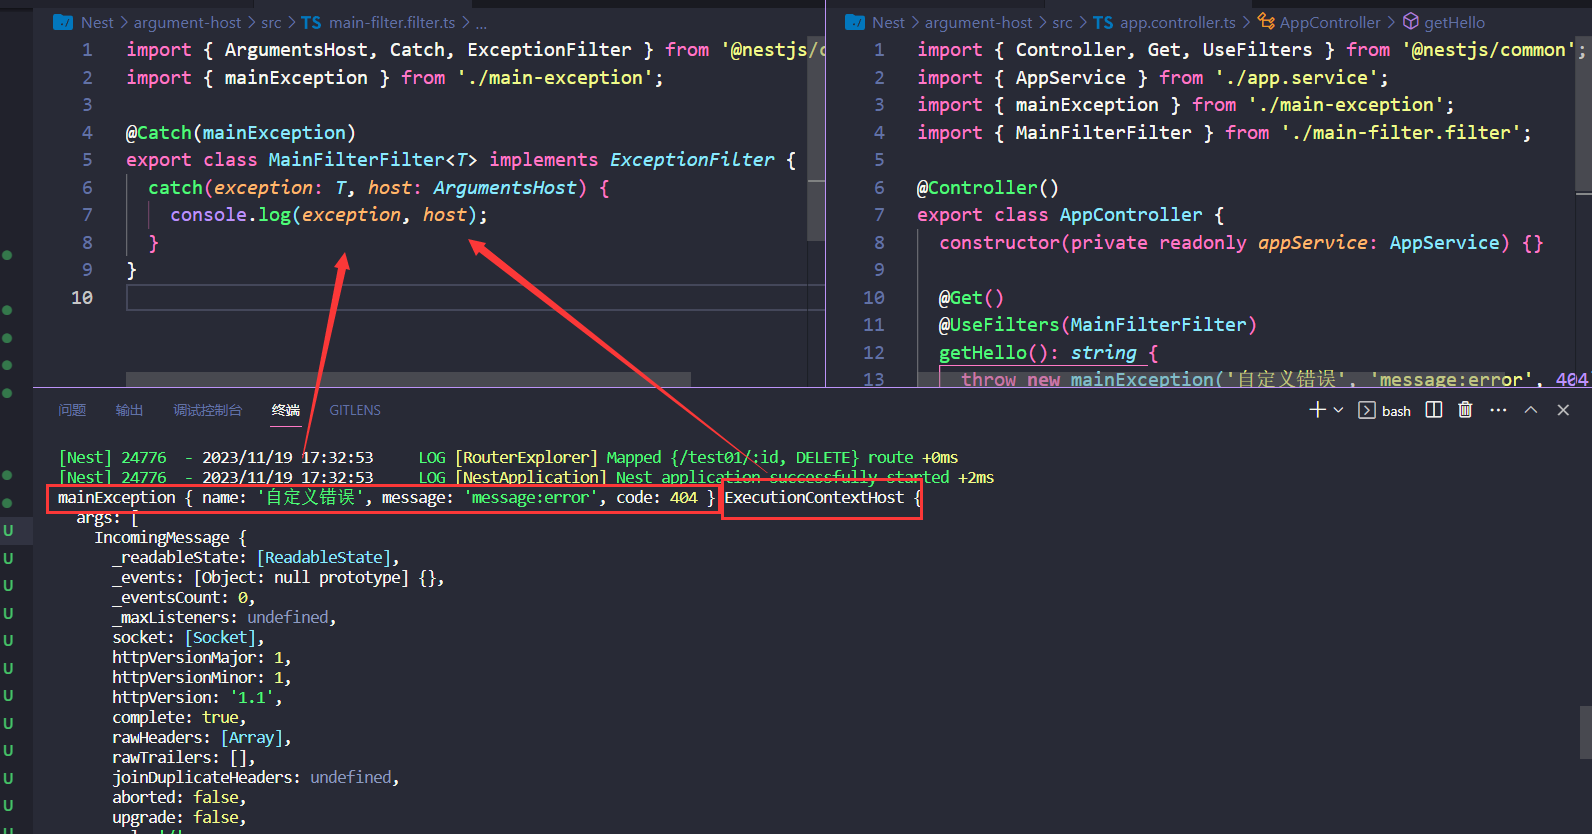 Nest > argument-host > src > TS main-filter.filter.ts > ...
1 import { ArgumentsHost, Catch, ExceptionFilter } from '@nestjs/c
2 import { mainException } from './main-exception';
3
4 @Catch(mainException)
5 export class MainFilterFilter<T> implements ExceptionFilter {
6 catch(exception: T, host: ArgumentsHost) {
7 console.log(exception, host);
8 }
9 }
10
Nest > argument-host > src > TS app.controller.ts > AppController > getHello
1 import { Controller, Get, UseFilters } from '@nestjs/common';
2 import { AppService } from './app.service';
3 import { mainException } from './main-exception';
4 import { MainFilterFilter } from './main-filter.filter';
5
6 @Controller()
7 export class AppController {
8 constructor(private readonly appService: AppService) {}
9
10 @Get()
11 @UseFilters(MainFilterFilter)
12 getHello(): string {
13 throw new mainException('自定义错误', 'message:error', 404
问题 输出 调试控制台 终端 GITLENS
bash
[Nest] 24776 - 2023/11/19 17:32:53 LOG [RouterExplorer] Mapped {/test01/:id, DELETE} route +0ms
[Nest] 24776 - 2023/11/19 17:32:53 LOG [NestApplication] Nest application successfully started +2ms
mainException { name: '自定义错误', message: 'message:error', code: 404 } ExecutionContextHost {
args: [
IncomingMessage {
_readableState: [ReadableState],
_events: [Object: null prototype] {},
_eventsCount: 0,
_maxListeners: undefined,
socket: [Socket],
httpVersionMajor: 1,
httpVersionMinor: 1,
httpVersion: '1.1',
complete: true,
rawHeaders: [Array],
rawTrailers: [],
joinDuplicateHeaders: undefined,
aborted: false,
upgrade: false,
U
U
U
U
U
U
U
U
U
U
U